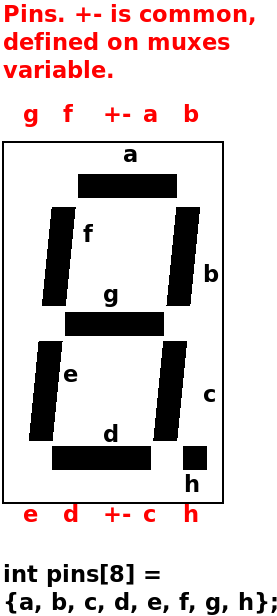 Pins. +- is common,
defined on muxes
variable.
g f +- a b
a
f
b
g
e
c
d
h
e d +- c h
int pins[8] =
{a, b, c, d, e, f, g, h};